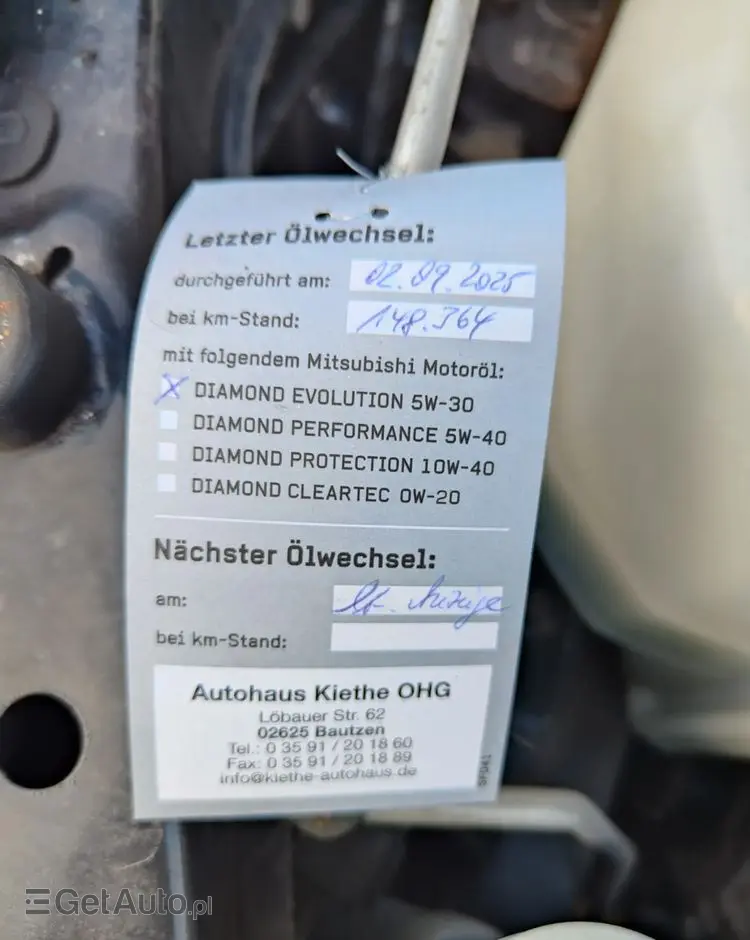 Letzter Ölwechsel:
durchgeführt am: 02.09.2025
bei km-Stand: 148.364
mit folgendem Mitsubishi Motoröl:
X DIAMOND EVOLUTION 5W-30
DIAMOND PERFORMANCE 5W-40
DIAMOND PROTECTION 10W-40
DIAMOND CLEARTEC 0W-20
Nächster Ölwechsel:
am: lt. Anzeige
bei km-Stand:
Autohaus Kiethe OHG
Löbauer Str. 62
02625 Bautzen
Tel.: 0 35 91 / 20 18 60
Fax: 0 35 91 / 20 18 89
info@kiethe-autohaus.de
GetAuto.pl